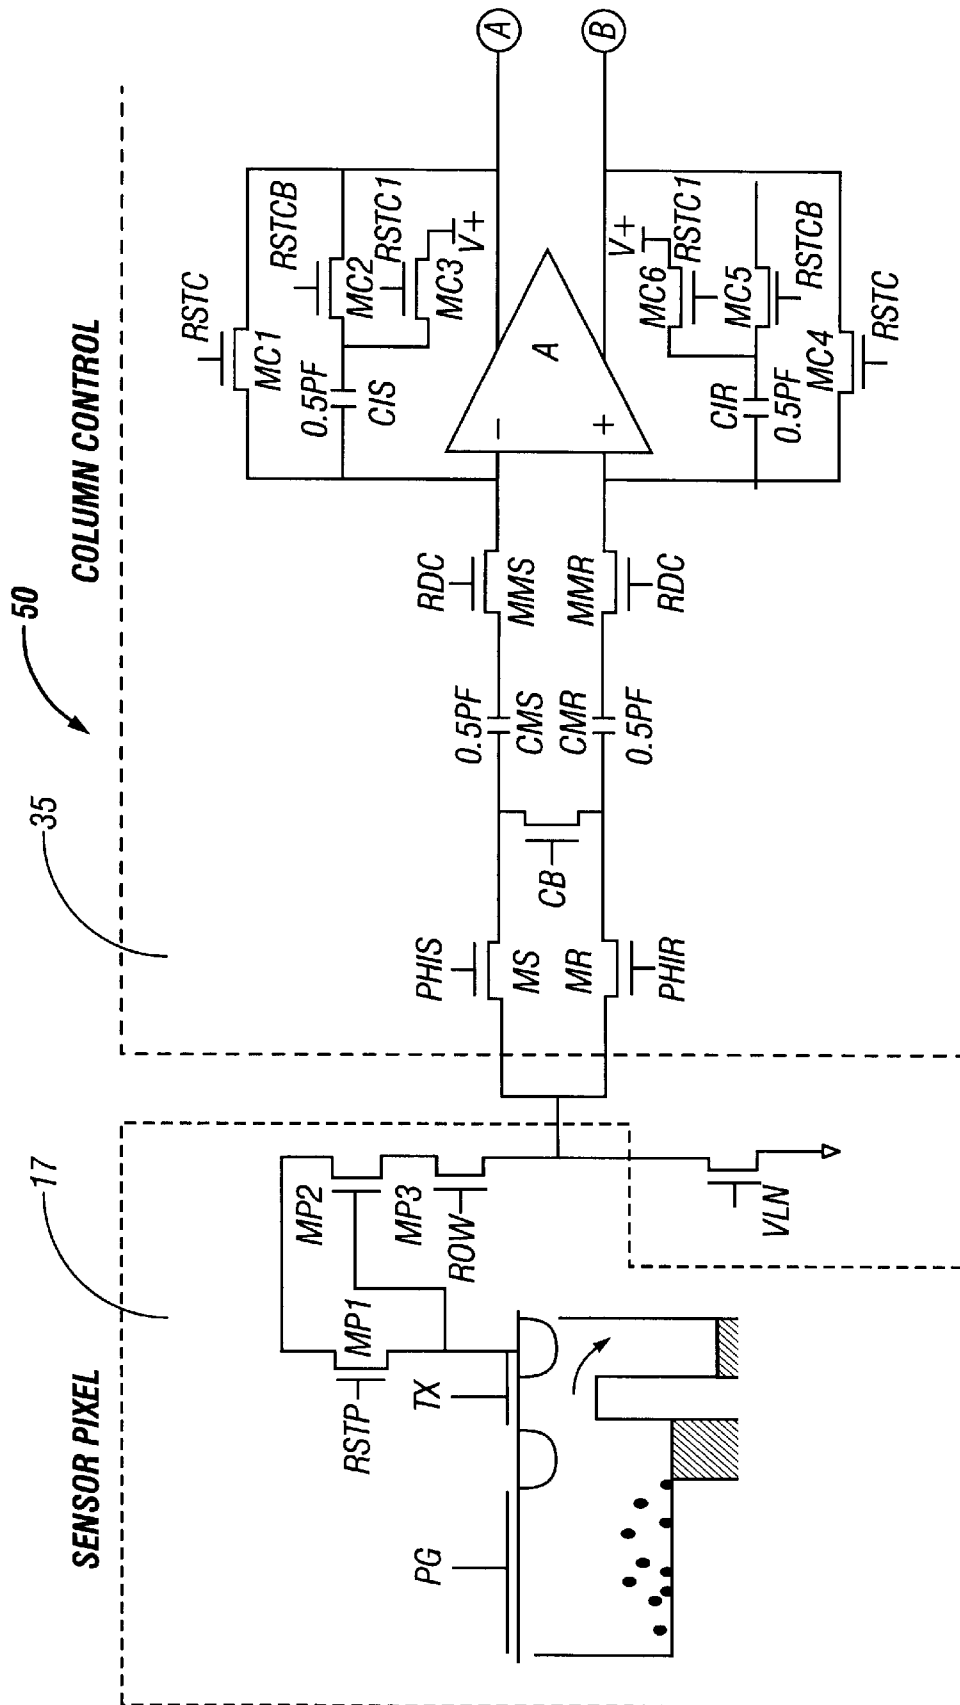 50
SENSOR PIXEL
17
COLUMN CONTROL
35
RSTP
MP1
MP2
MP3
ROW
PG
TX
VLN
PHIS
MS
MR
PHIR
CB
0.5PF
CMS
CMR
0.5PF
RDC
MMS
MMR
RDC
RSTC
MC1
0.5PF
CIS
RSTCB
MC2
RSTC1
MC3
V+
A
−
+
V+
MC6
RSTC1
CIR
0.5PF
MC5
RSTCB
MC4
RSTC
A
B